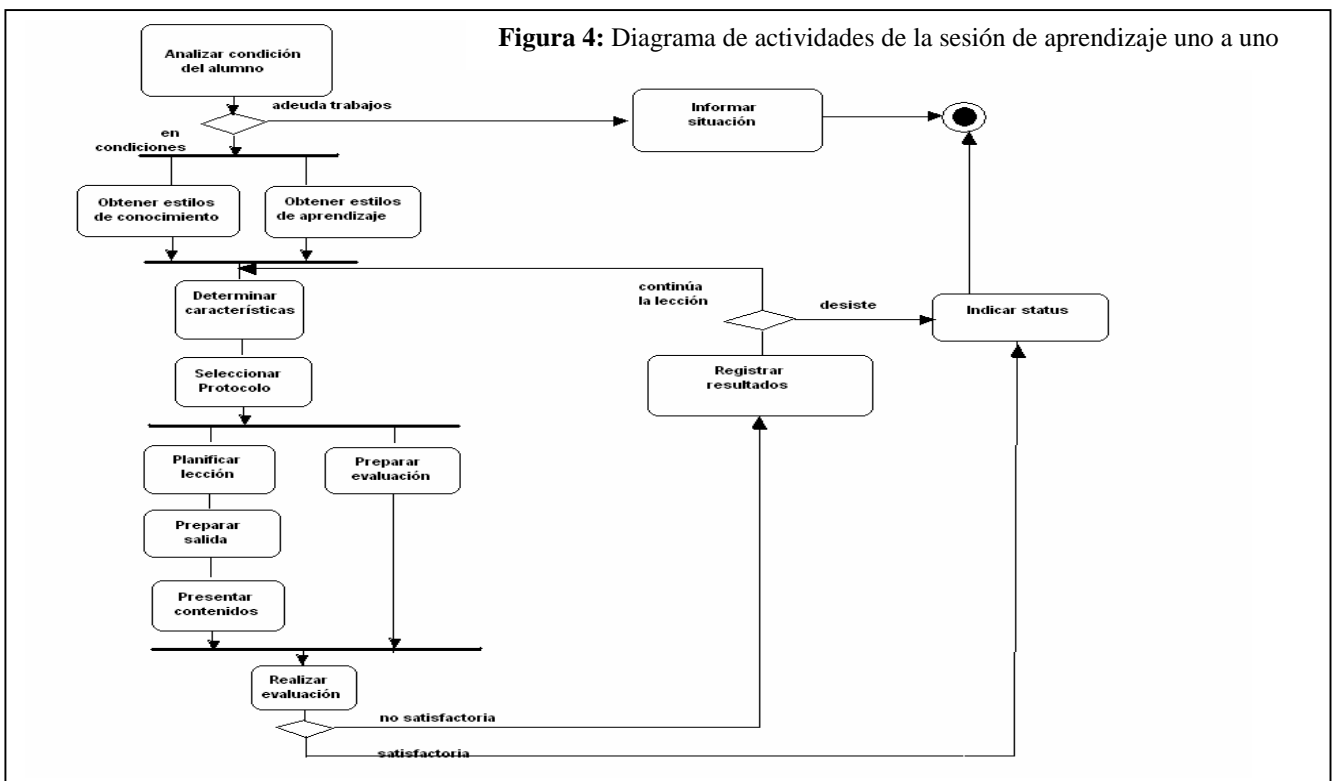 Figura 4: Diagrama de actividades de la sesión de aprendizaje uno a uno
Analizar condición
del alumno
adeuda trabajos
Informar
situación
en
condiciones
Obtener estilos
de conocimiento
Obtener estilos
de aprendizaje
Determinar
características
continúa
la lección
desiste
Indicar status
Seleccionar
Protocolo
Registrar
resultados
Planificar
lección
Preparar
evaluación
Preparar
salida
Presentar
contenidos
Realizar
evaluación
no satisfactoria
satisfactoria